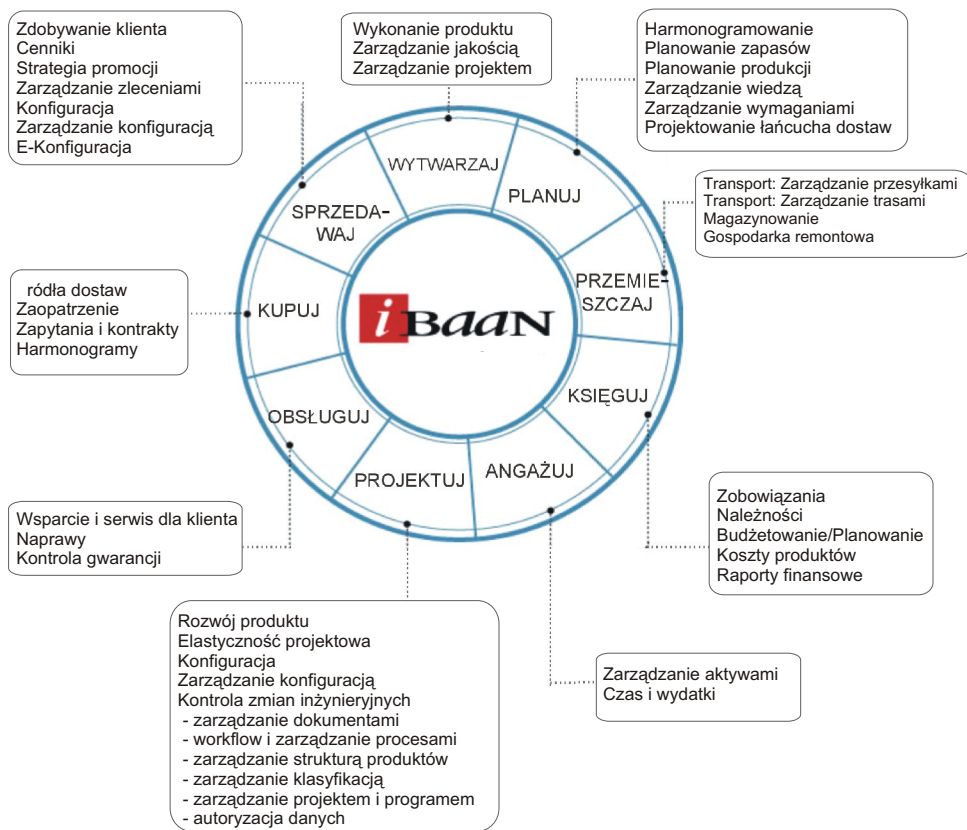 Zdobywanie klienta
Cenniki
Strategia promocji
Zarządzanie zleceniami
Konfiguracja
Zarządzanie konfiguracją
E-Konfiguracja
Wykonanie produktu
Zarządzanie jakością
Zarządzanie projektem
Harmonogramowanie
Planowanie zapasów
Planowanie produkcji
Zarządzanie wiedzą
Zarządzanie wymaganiami
Projektowanie łańcucha dostaw
Transport: Zarządzanie przesyłkami
Transport: Zarządzanie trasami
Magazynowanie
Gospodarka remontowa
ródła dostaw
Zaopatrzenie
Zapytania i kontrakty
Harmonogramy
WYTWARZAJ
PLANUJ
SPRZEDA-
WAJ
PRZEMIE-
SZCZAJ
KUPUJ
iBaan
KSIĘGUJ
OBSŁUGUJ
PROJEKTUJ
ANGAŻUJ
Wsparcie i serwis dla klienta
Naprawy
Kontrola gwarancji
Zobowiązania
Należności
Budżetowanie/Planowanie
Koszty produktów
Raporty finansowe
Rozwój produktu
Elastyczność projektowa
Konfiguracja
Zarządzanie konfiguracją
Kontrola zmian inżynieryjnych
- zarządzanie dokumentami
- workflow i zarządzanie procesami
- zarządzanie strukturą produktów
- zarządzanie klasyfikacją
- zarządzanie projektem i programem
- autoryzacja danych
Zarządzanie aktywami
Czas i wydatki